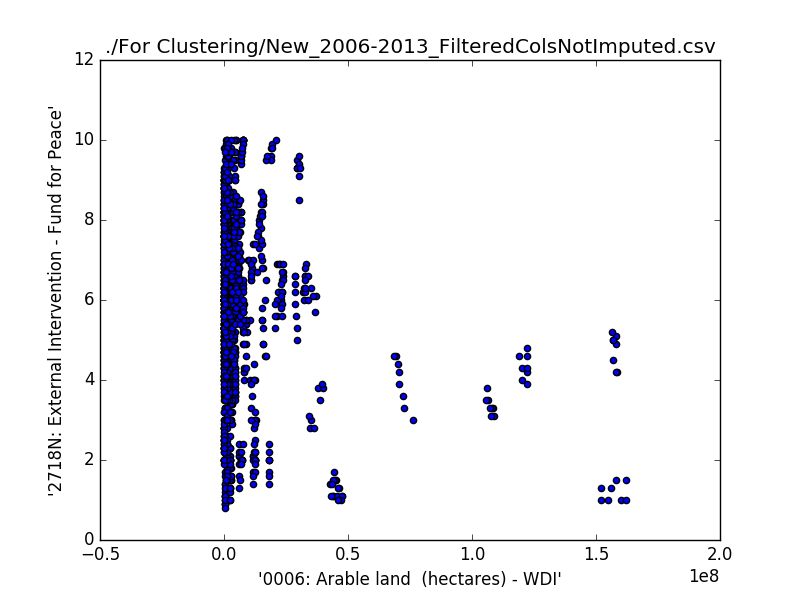 ./For Clustering/New_2006-2013_FilteredColsNotImputed.csv
12
10
8
6
4
2
0
'2718N: External Intervention - Fund for Peace'
−0.5 0.0 0.5 1.0 1.5 2.0
1e8
'0006: Arable land  (hectares) - WDI'